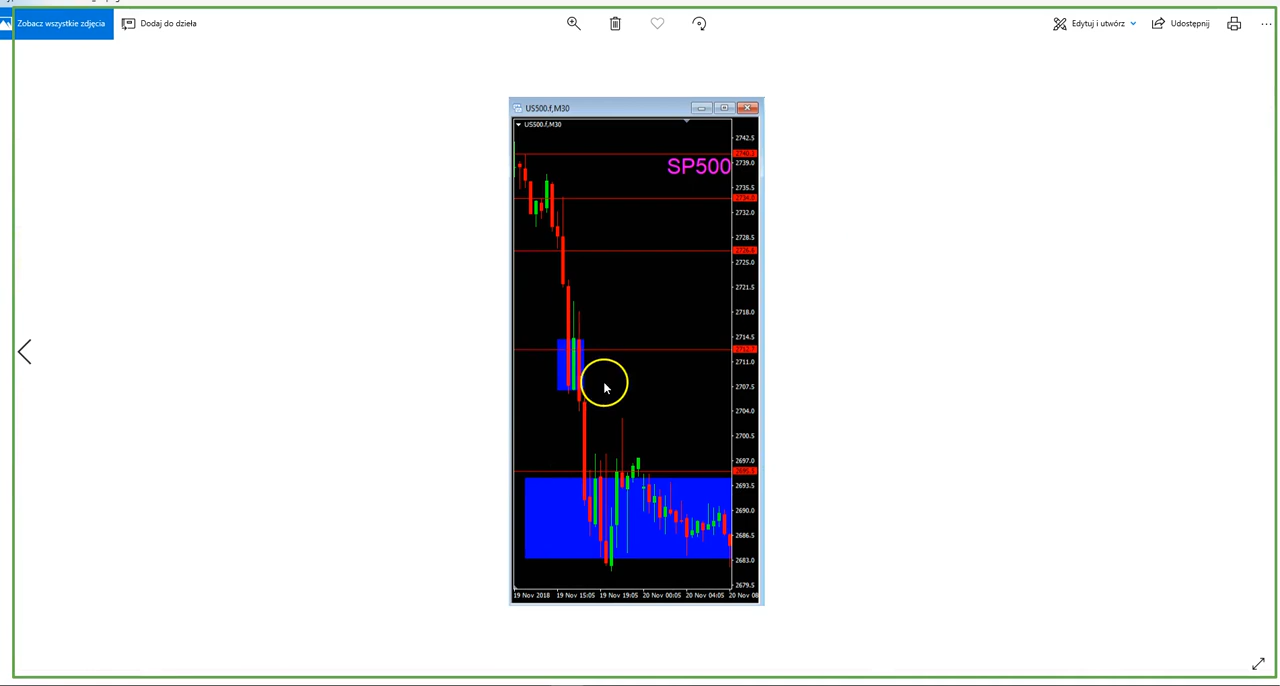 Zobacz wszystkie zdjęcia
Dodaj do dzieła
Edytuj i utwórz
Udostępnij
US500.f,M30
US500.f,M30
SP500
2742.5
2739.0
2735.5
2732.0
2728.5
2725.0
2721.5
2718.0
2714.5
2711.0
2707.5
2704.0
2700.5
2697.0
2693.5
2690.0
2686.5
2683.0
2679.5
19 Nov 2018 19 Nov 15:05 19 Nov 19:05 20 Nov 00:05 20 Nov 04:05 20 Nov